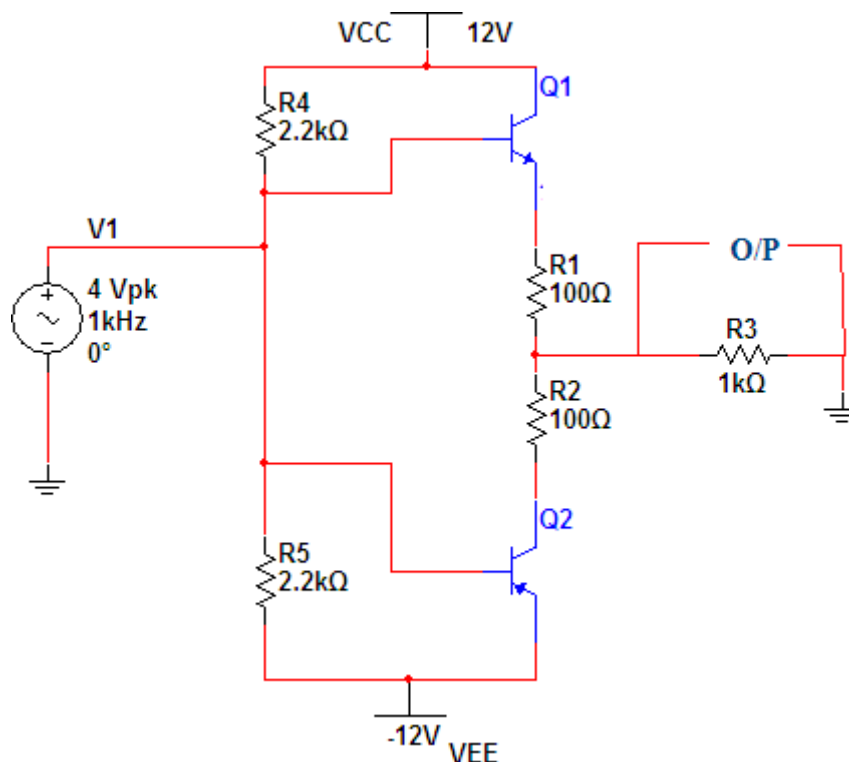 VCC 12V
Q1
R4
2.2kΩ
V1
4 Vpk
1kHz
0°
R1
100Ω
O/P
R3
1kΩ
R2
100Ω
Q2
R5
2.2kΩ
-12V
VEE